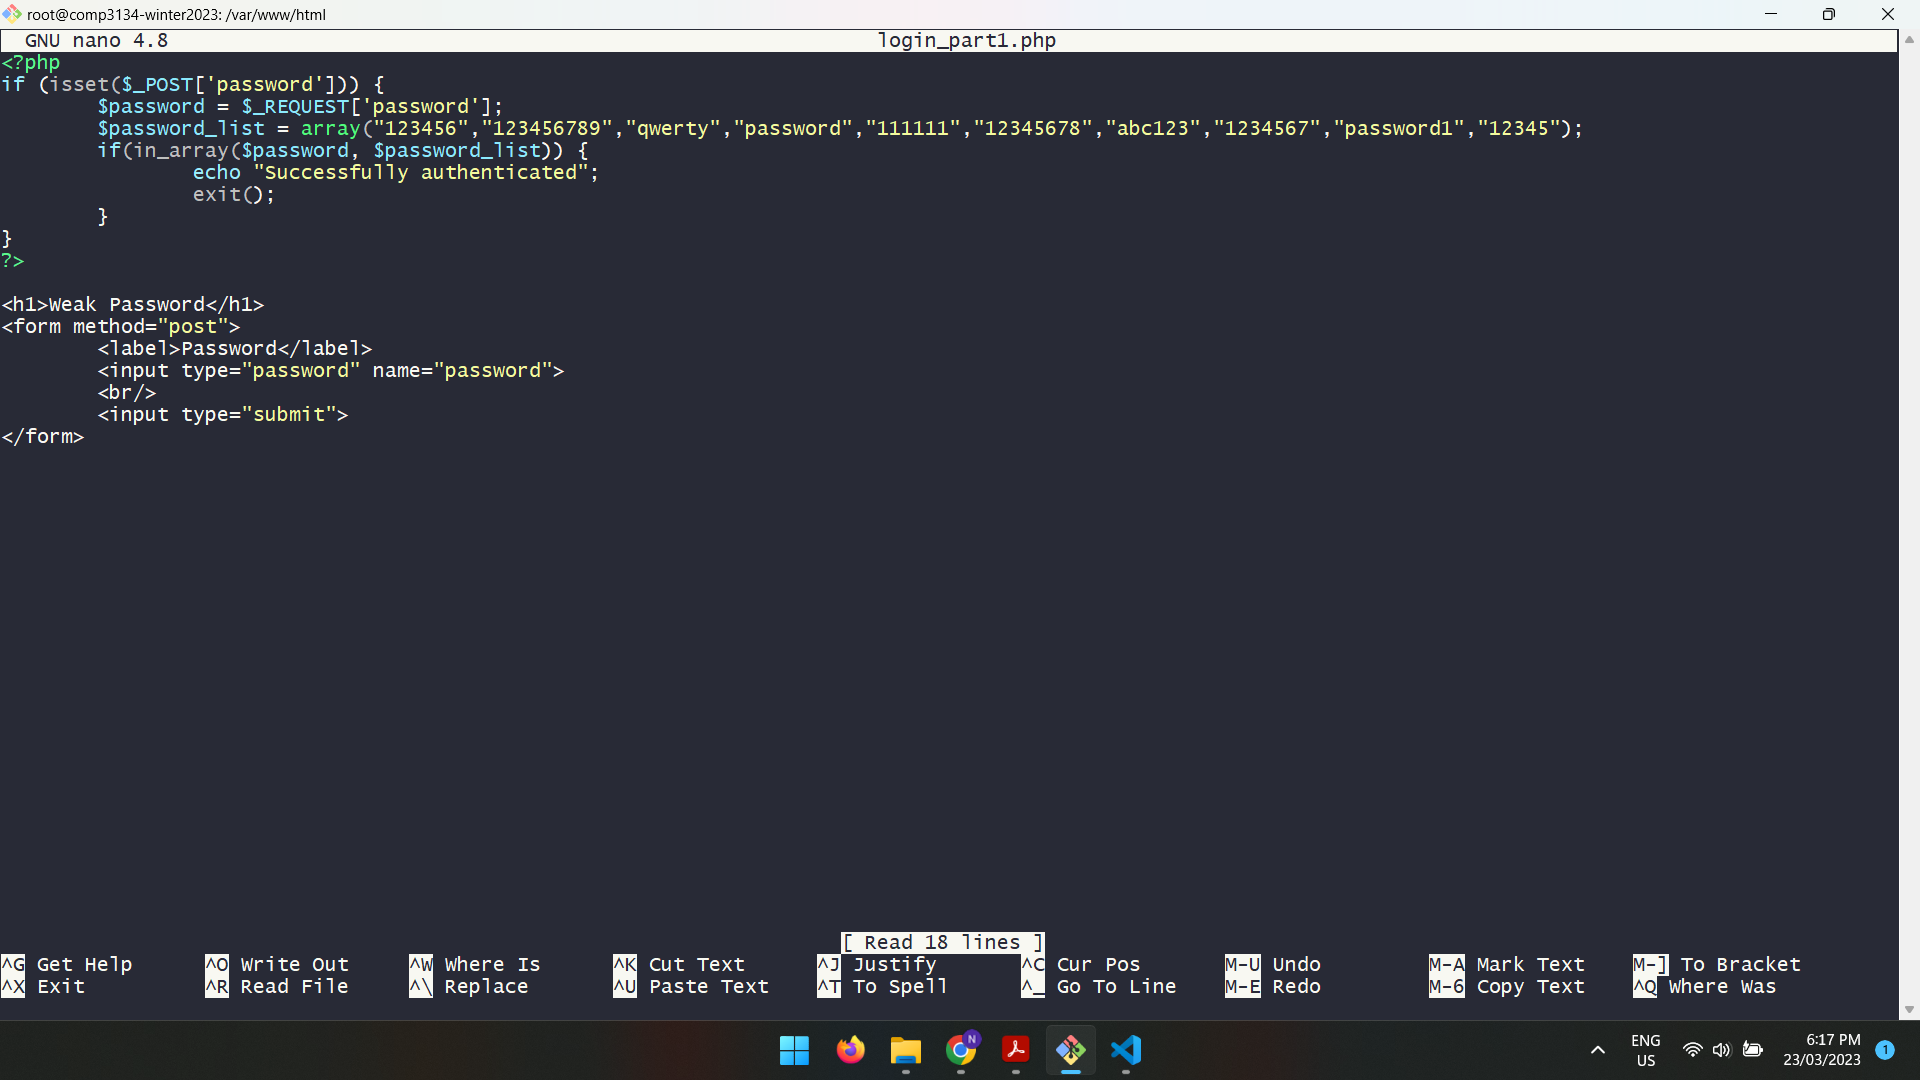 root@comp3134-winter2023: /var/www/html
GNU nano 4.8 login_part1.php
<?php
if (isset($_POST['password'])) {
        $password = $_REQUEST['password'];
        $password_list = array("123456","123456789","qwerty","password","111111","12345678","abc123","1234567","password1","12345");
        if(in_array($password, $password_list)) {
                echo "Successfully authenticated";
                exit();
        }
}
?>

<h1>Weak Password</h1>
<form method="post">
        <label>Password</label>
        <input type="password" name="password">
        <br/>
        <input type="submit">
</form>
[ Read 18 lines ]
^G Get Help ^O Write Out ^W Where Is ^K Cut Text ^J Justify ^C Cur Pos M-U Undo M-A Mark Text M-] To Bracket
^X Exit ^R Read File ^\ Replace ^U Paste Text ^T To Spell ^_ Go To Line M-E Redo M-6 Copy Text ^Q Where Was
N
ENG 6:17 PM
US 23/03/2023 1